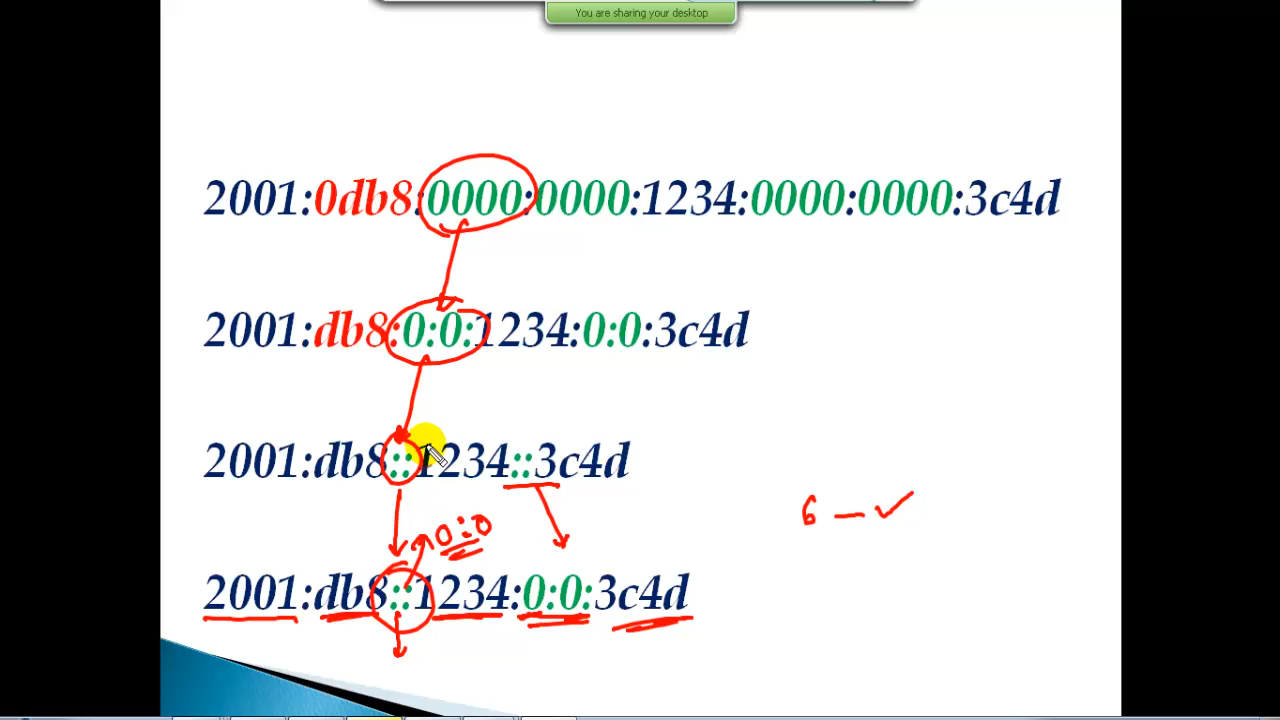 You are sharing your desktop
2001:0db8:0000:0000:1234:0000:0000:3c4d
2001:db8:0:0:1234:0:0:3c4d
2001:db8::1234::3c4d
6 — ✓
0:0
2001:db8::1234:0:0:3c4d